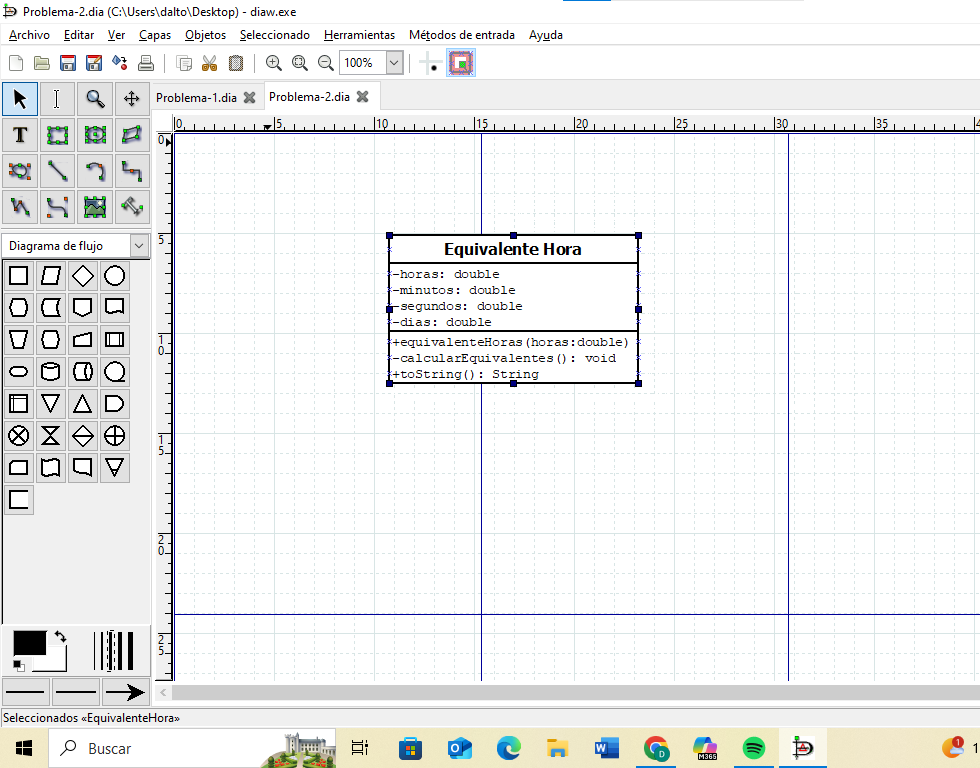 Problema-2.dia (C:\Users\dalto\Desktop) - diaw.exe
Archivo Editar Ver Capas Objetos Seleccionado Herramientas Métodos de entrada Ayuda
100%
Problema-1.dia Problema-2.dia
0 5 10 15 20 25 30 35 4
T
0
5
Diagrama de flujo
Equivalente Hora
-horas: double
-minutos: double
-segundos: double
-dias: double
10
+equivalenteHoras(horas:double)
-calcularEquivalentes(): void
+toString(): String
15
20
25
Seleccionados «EquivalenteHora»
Buscar
W
D
M365
1
1